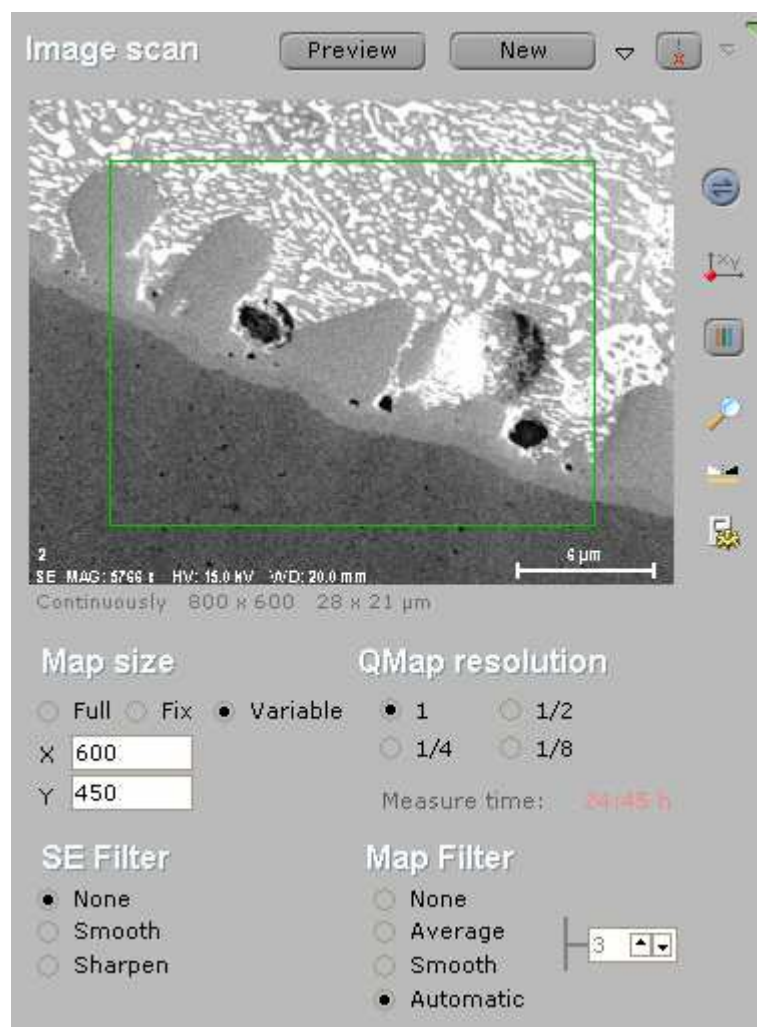 Image scan Preview New
2 6 µm
SE MAG: 5766 x HV: 15.0 kV WD: 20.0 mm
Continuously 800 x 600 28 x 21 µm
Map size QMap resolution
Full Fix Variable 1 1/2
X 600 1/4 1/8
Y 450 Measure time: 24:45 h
SE Filter Map Filter
None None
Smooth Average 3
Sharpen Smooth
Automatic